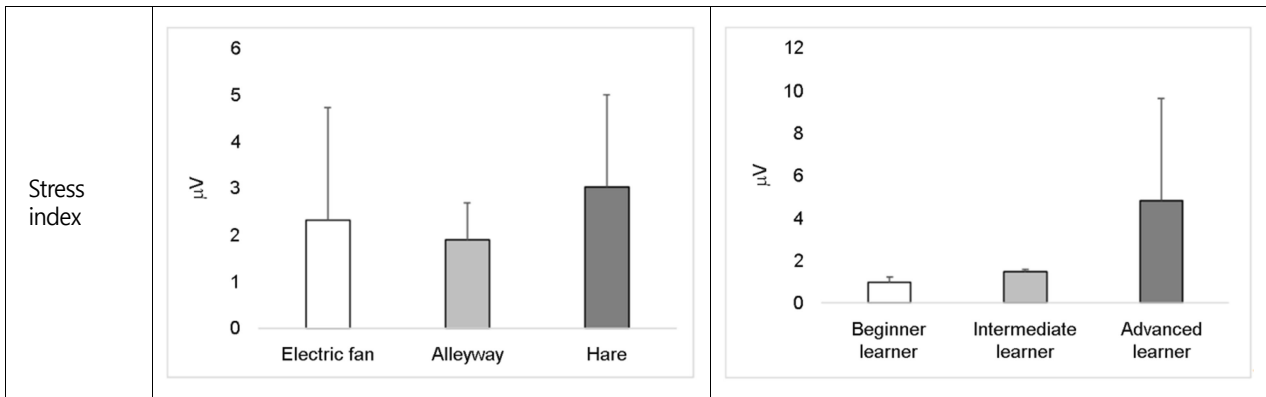 Stress
index
6
5
4
3
2
1
0
μV
Electric fan
Alleyway
Hare
12
10
8
6
4
2
0
μV
Beginner
learner
Intermediate
learner
Advanced
learner